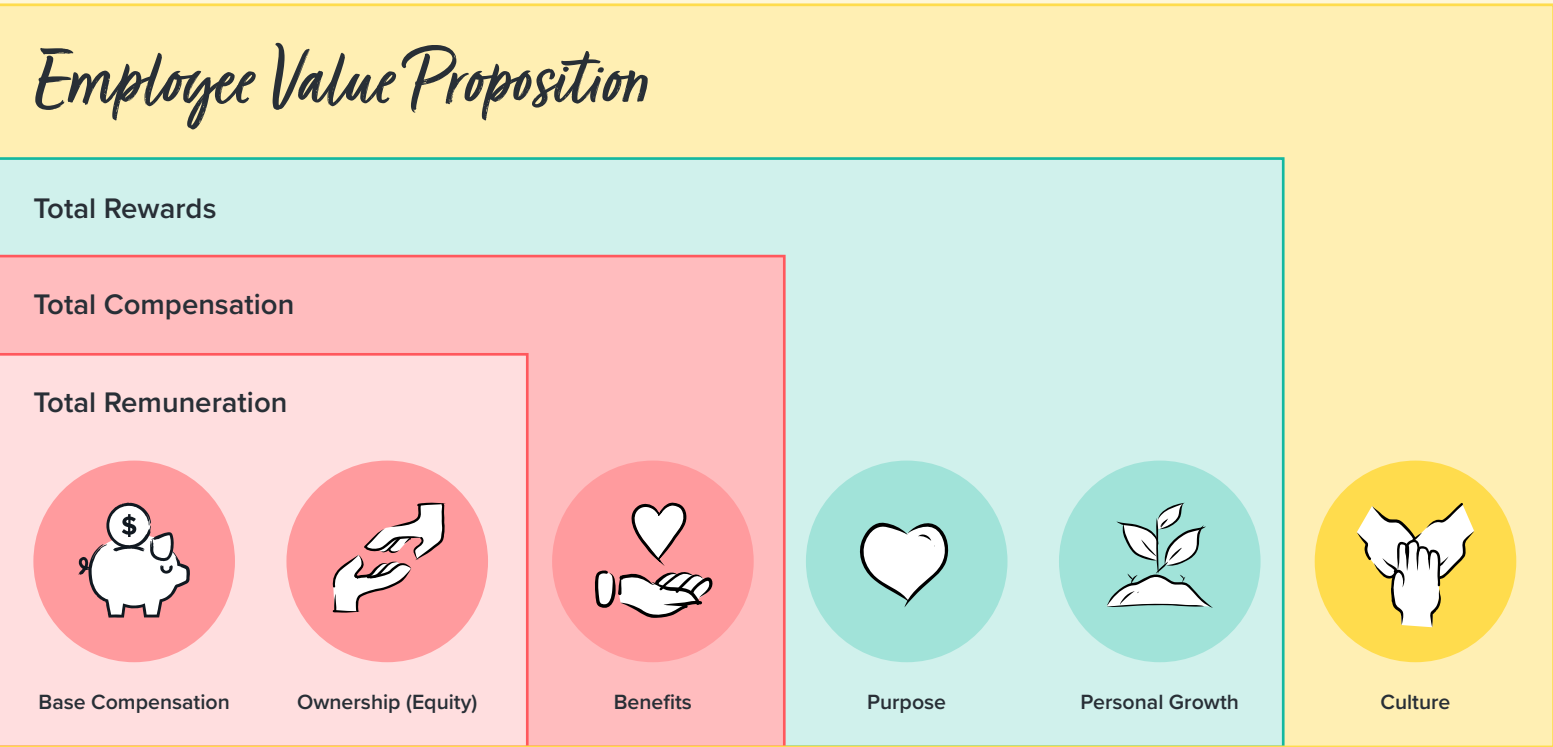 Employee Value Proposition
Total Rewards
Total Compensation
Total Remuneration
$
Base Compensation
Ownership (Equity)
Benefits
Purpose
Personal Growth
Culture